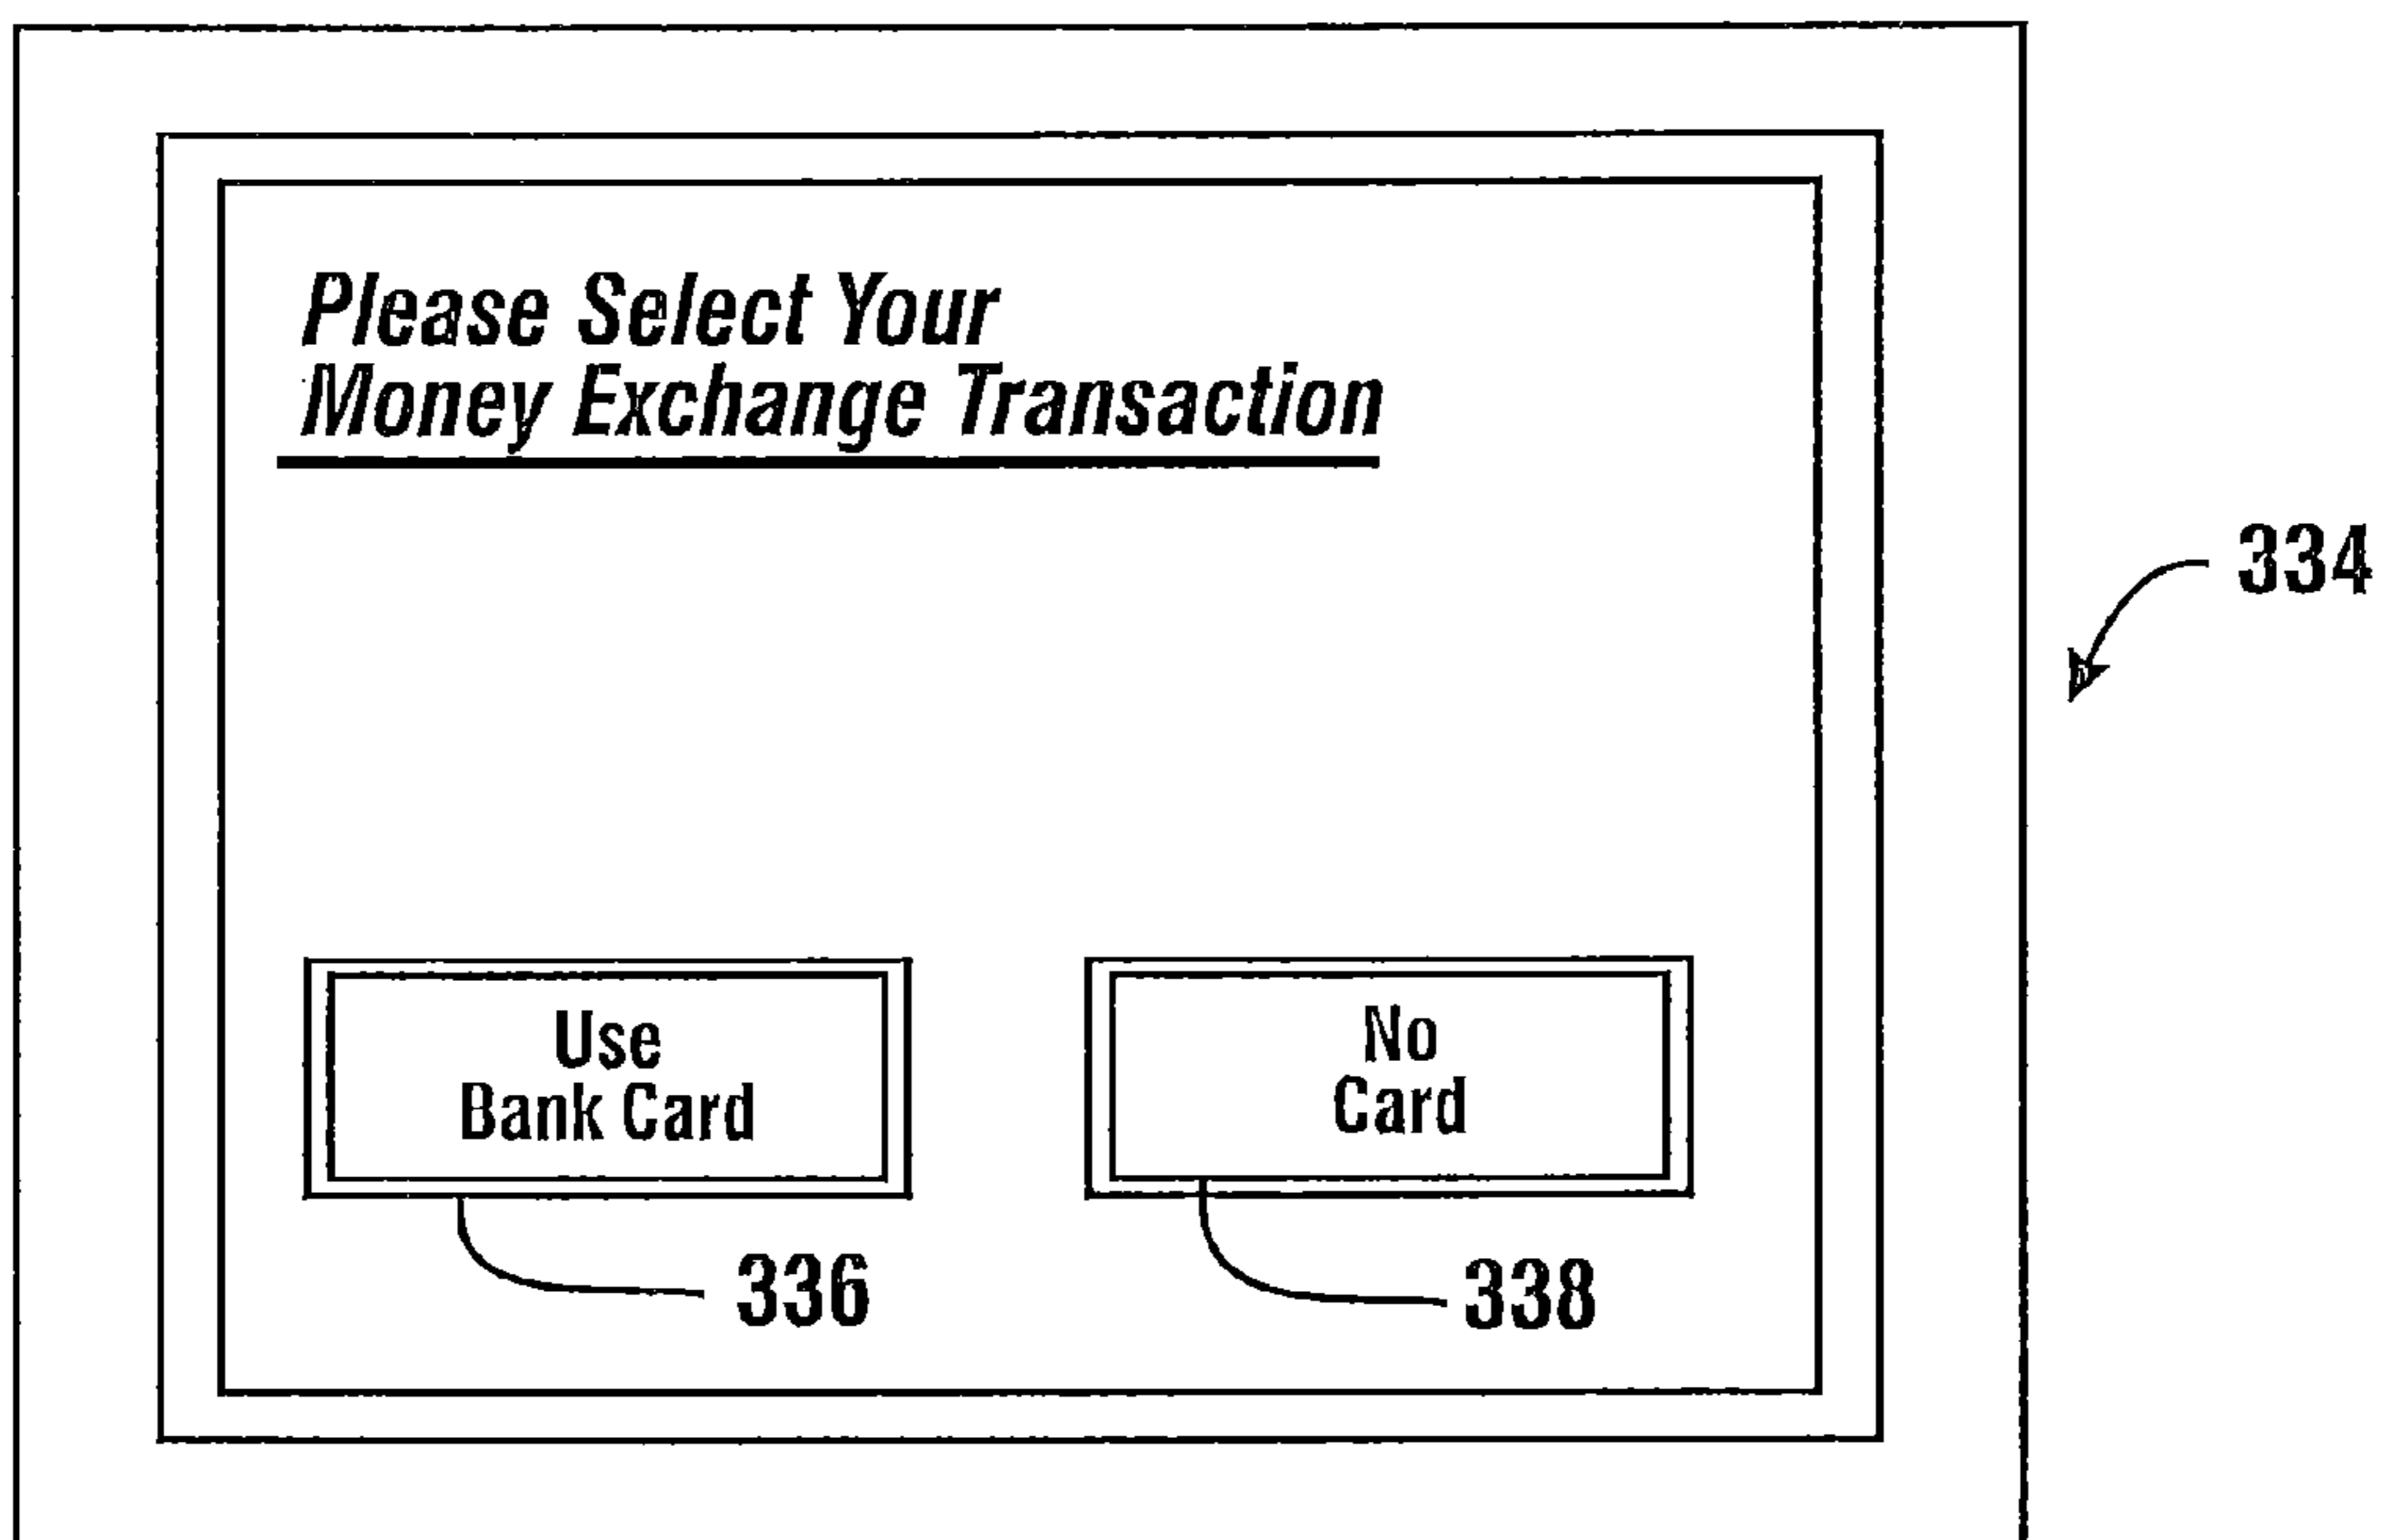 Please Select Your
Money Exchange Transaction
334
Use
Bank Card
No
Card
336
338